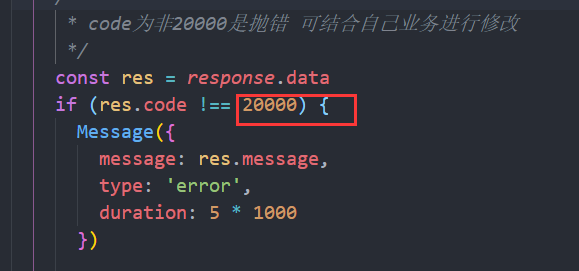 * code为非20000是抛错 可结合自己业务进行修改
*/
const res = response.data
if (res.code !== 20000) {
Message({
message: res.message,
type: 'error',
duration: 5 * 1000
})